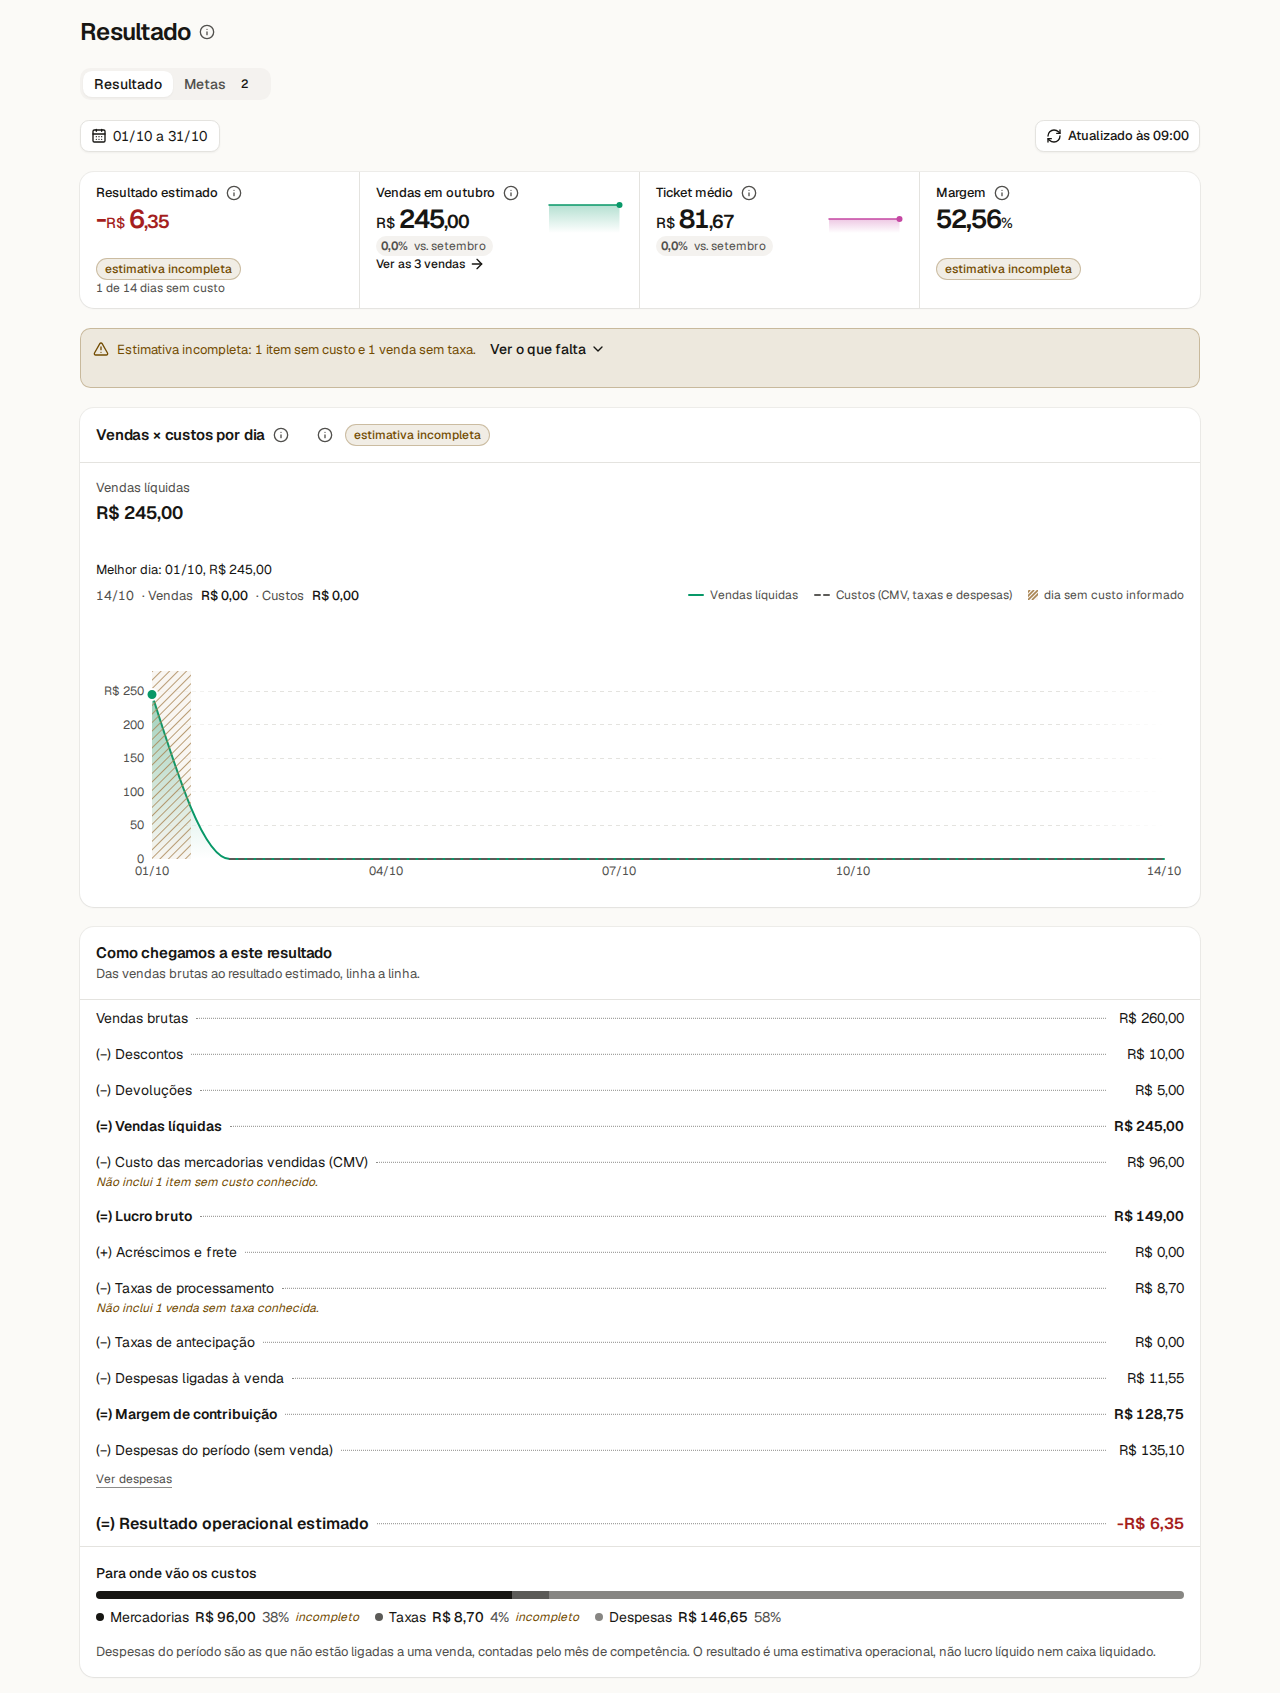 Resultado
Resultado Metas 2
01/10 a 31/10
Atualizado às 09:00
Resultado estimado
-R$ 6,35
estimativa incompleta
1 de 14 dias sem custo
Vendas em outubro
R$ 245,00
0,0% vs. setembro
Ver as 3 vendas
Ticket médio
R$ 81,67
0,0% vs. setembro
Margem
52,56%
estimativa incompleta
Estimativa incompleta: 1 item sem custo e 1 venda sem taxa. Ver o que falta
Vendas × custos por dia estimativa incompleta
Vendas líquidas
R$ 245,00
Melhor dia: 01/10, R$ 245,00
14/10 · Vendas R$ 0,00 · Custos R$ 0,00
Vendas líquidas Custos (CMV, taxas e despesas) dia sem custo informado
R$ 250
200
150
100
50
0
01/10 04/10 07/10 10/10 14/10
Como chegamos a este resultado
Das vendas brutas ao resultado estimado, linha a linha.
Vendas brutas R$ 260,00
(−) Descontos R$ 10,00
(−) Devoluções R$ 5,00
(=) Vendas líquidas R$ 245,00
(−) Custo das mercadorias vendidas (CMV) R$ 96,00
Não inclui 1 item sem custo conhecido.
(=) Lucro bruto R$ 149,00
(+) Acréscimos e frete R$ 0,00
(−) Taxas de processamento R$ 8,70
Não inclui 1 venda sem taxa conhecida.
(−) Taxas de antecipação R$ 0,00
(−) Despesas ligadas à venda R$ 11,55
(=) Margem de contribuição R$ 128,75
(−) Despesas do período (sem venda) R$ 135,10
Ver despesas
(=) Resultado operacional estimado -R$ 6,35
Para onde vão os custos
Mercadorias R$ 96,00 38% incompleto Taxas R$ 8,70 4% incompleto Despesas R$ 146,65 58%
Despesas do período são as que não estão ligadas a uma venda, contadas pelo mês de competência. O resultado é uma estimativa operacional, não lucro líquido nem caixa liquidado.